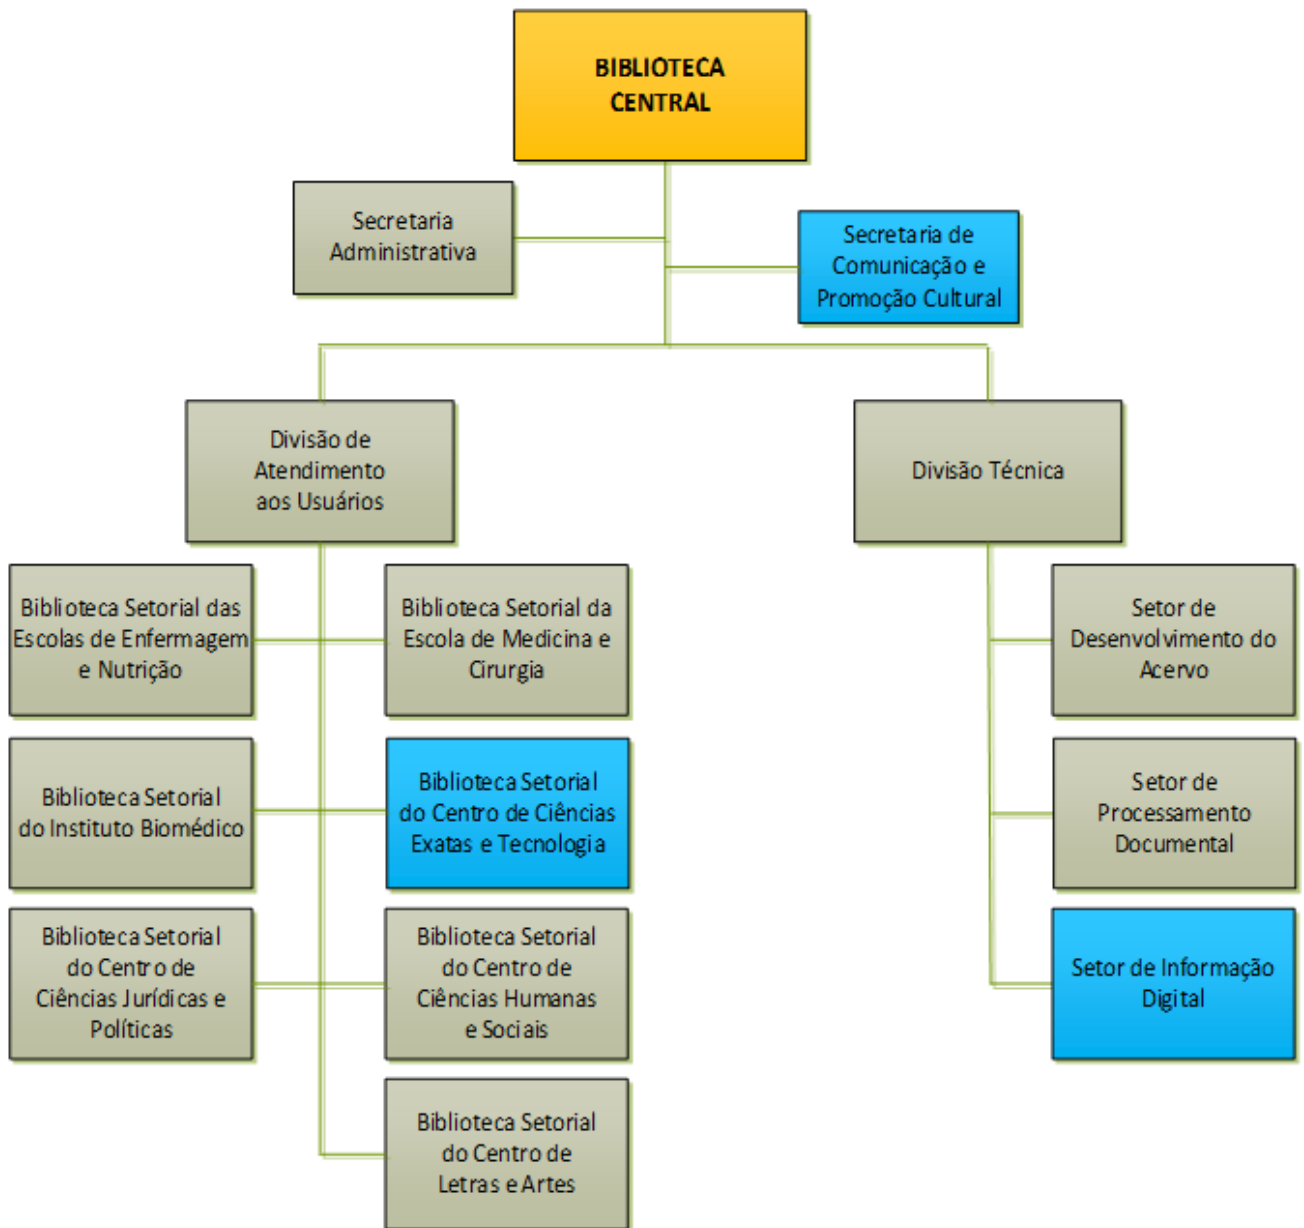 BIBLIOTECA
CENTRAL
Secretaria
Administrativa
Secretaria de
Comunicação e
Promoção Cultural
Divisão de
Atendimento
aos Usuários
Divisão Técnica
Biblioteca Setorial das
Escolas de Enfermagem
e Nutrição
Biblioteca Setorial da
Escola de Medicina e
Cirurgia
Setor de
Desenvolvimento do
Acervo
Biblioteca Setorial
do Instituto Biomédico
Biblioteca Setorial
do Centro de Ciências
Exatas e Tecnologia
Setor de
Processamento
Documental
Biblioteca Setorial
do Centro de
Ciências Jurídicas e
Políticas
Biblioteca Setorial
do Centro de
Ciências Humanas
e Sociais
Setor de Informação
Digital
Biblioteca Setorial
do Centro de
Letras e Artes